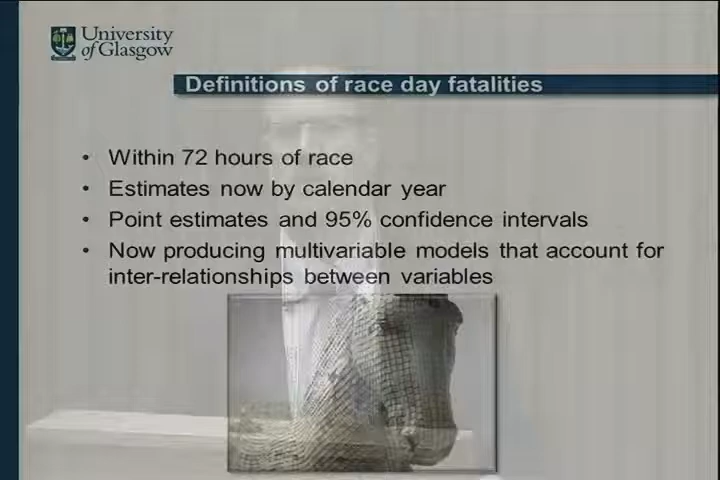 University
of Glasgow
Definitions of race day fatalities
• Within 72 hours of race
• Estimates now by calendar year
• Point estimates and 95% confidence intervals
• Now producing multivariable models that account for
inter-relationships between variables